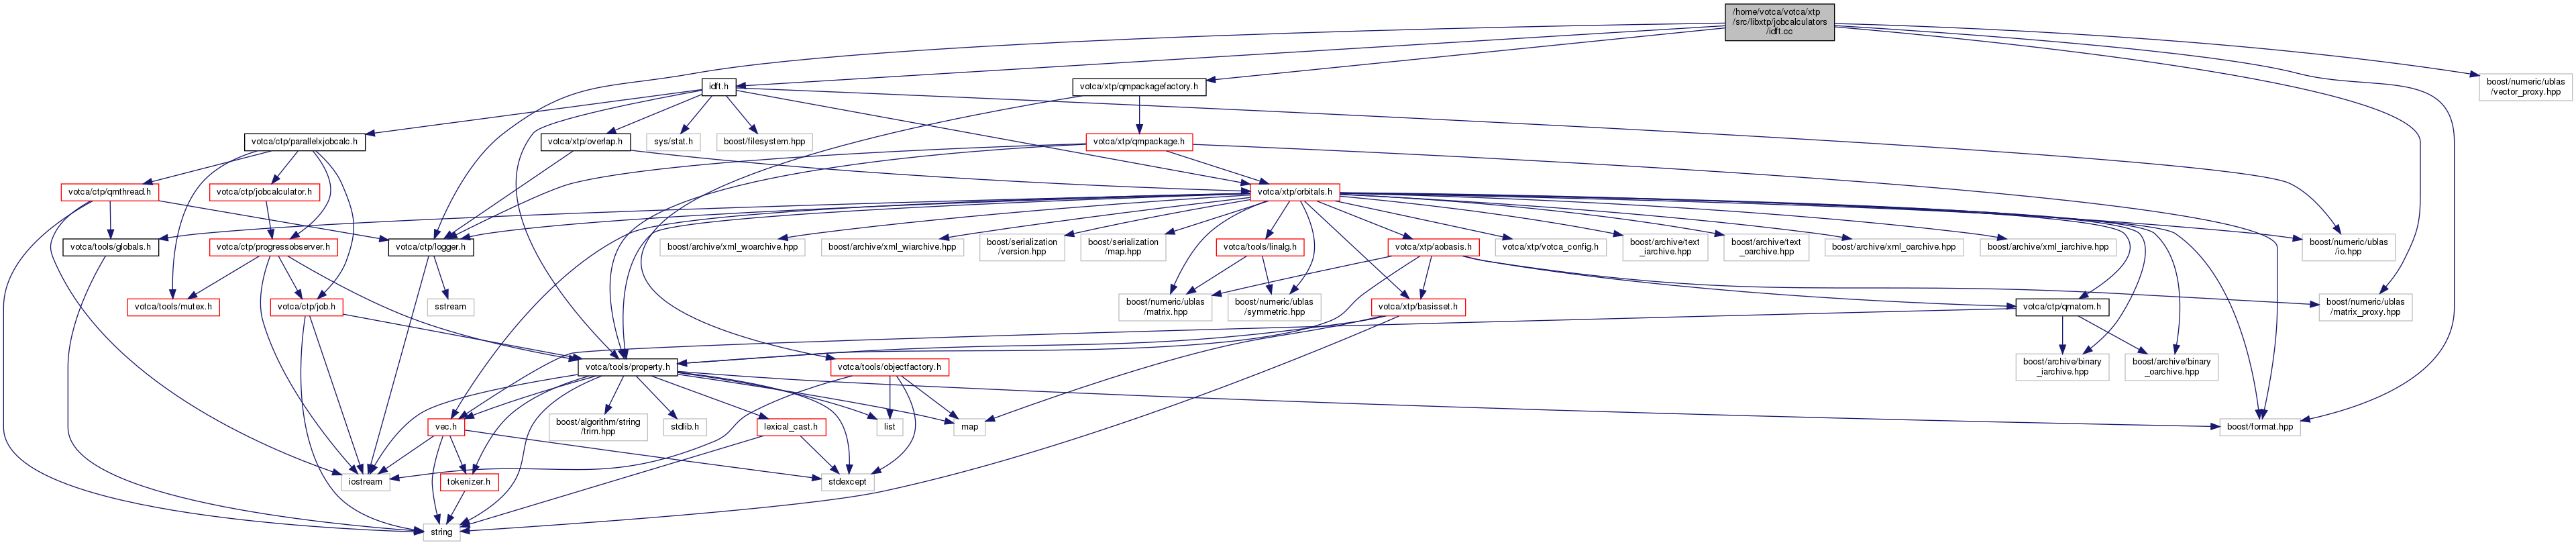 /home/votca/votca/xtp
/src/libxtp/jobcalculators
/idft.cc
idft.h
votca/xtp/qmpackagefactory.h
boost/numeric/ublas
/vector_proxy.hpp
votca/ctp/parallelxjobcalc.h
votca/xtp/overlap.h
sys/stat.h
boost/filesystem.hpp
votca/xtp/qmpackage.h
votca/ctp/qmthread.h
votca/ctp/jobcalculator.h
votca/xtp/orbitals.h
votca/tools/globals.h
votca/ctp/progressobserver.h
votca/ctp/logger.h
boost/archive/xml_woarchive.hpp
boost/archive/xml_wiarchive.hpp
boost/serialization
/version.hpp
boost/serialization
/map.hpp
votca/tools/linalg.h
votca/xtp/aobasis.h
votca/xtp/votca_config.h
boost/archive/text
_iarchive.hpp
boost/archive/text
_oarchive.hpp
boost/archive/xml_oarchive.hpp
boost/archive/xml_iarchive.hpp
boost/numeric/ublas
/io.hpp
votca/tools/mutex.h
votca/ctp/job.h
sstream
boost/numeric/ublas
/matrix.hpp
boost/numeric/ublas
/symmetric.hpp
votca/xtp/basisset.h
votca/ctp/qmatom.h
boost/numeric/ublas
/matrix_proxy.hpp
votca/tools/property.h
votca/tools/objectfactory.h
boost/archive/binary
_iarchive.hpp
boost/archive/binary
_oarchive.hpp
vec.h
boost/algorithm/string
/trim.hpp
stdlib.h
lexical_cast.h
list
map
boost/format.hpp
iostream
tokenizer.h
stdexcept
string